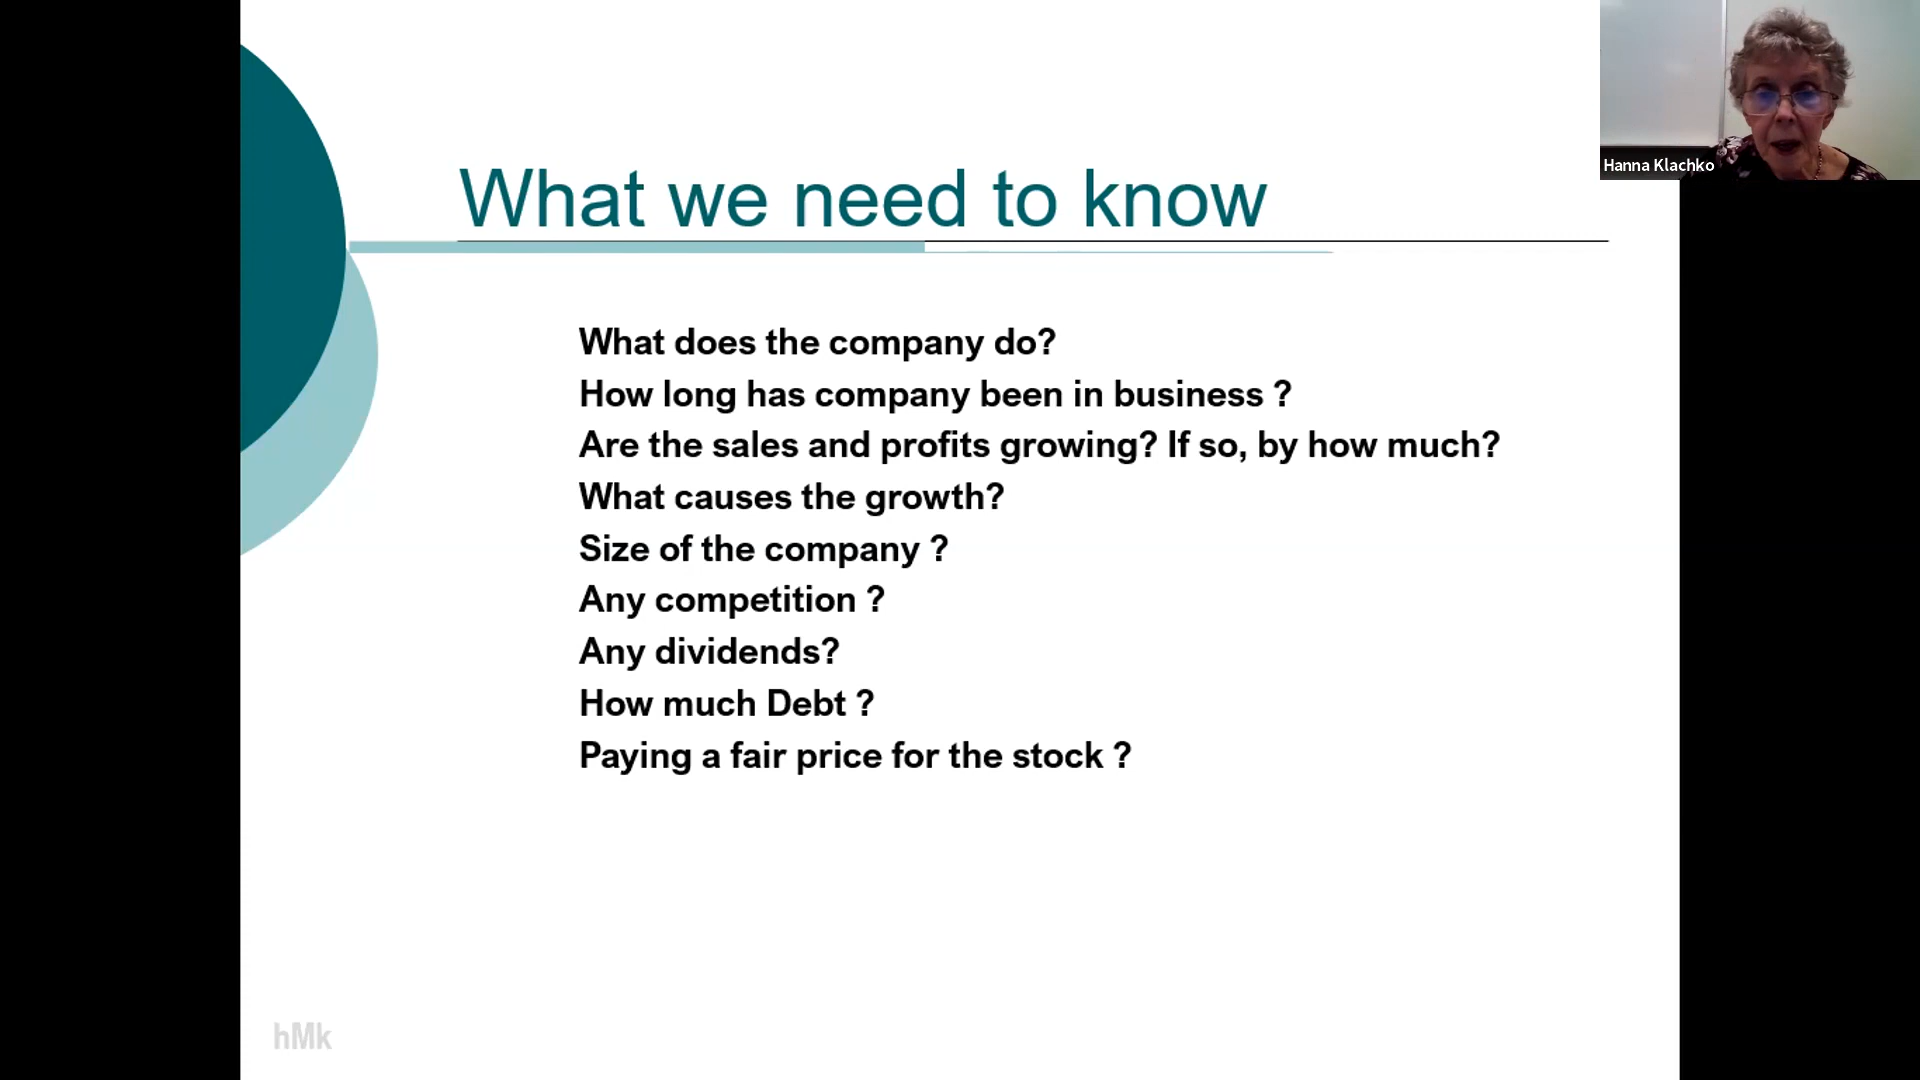 Hanna Klachko
What we need to know
What does the company do?
How long has company been in business ?
Are the sales and profits growing? If so, by how much?
What causes the growth?
Size of the company ?
Any competition ?
Any dividends?
How much Debt ?
Paying a fair price for the stock ?
hMk